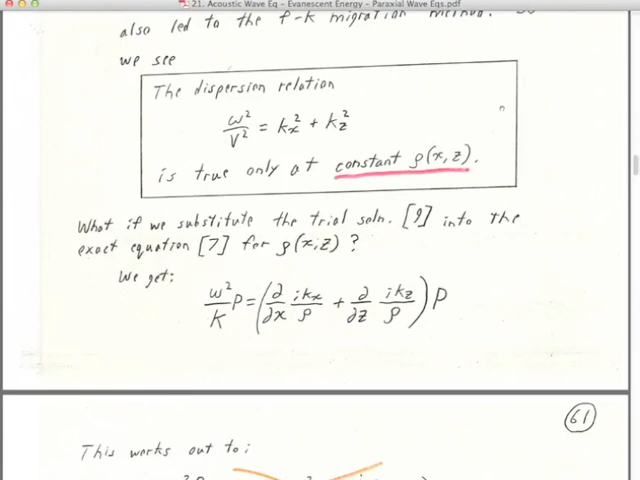 21. Acoustic Wave Eq – Evanescent Energy – Paraxial Wave Eqs.pdf
also led to the f-k migration method.
we see
The dispersion relation
ω²/V² = kx² + kz²
is true only at constant ρ(x,z).
What if we substitute the trial soln. [9] into the
exact equation [7] for ρ(x,z) ?
We get:
ω²/K P = (∂/∂x ikx/ρ + ∂/∂z ikz/ρ) P
61
This works out to: